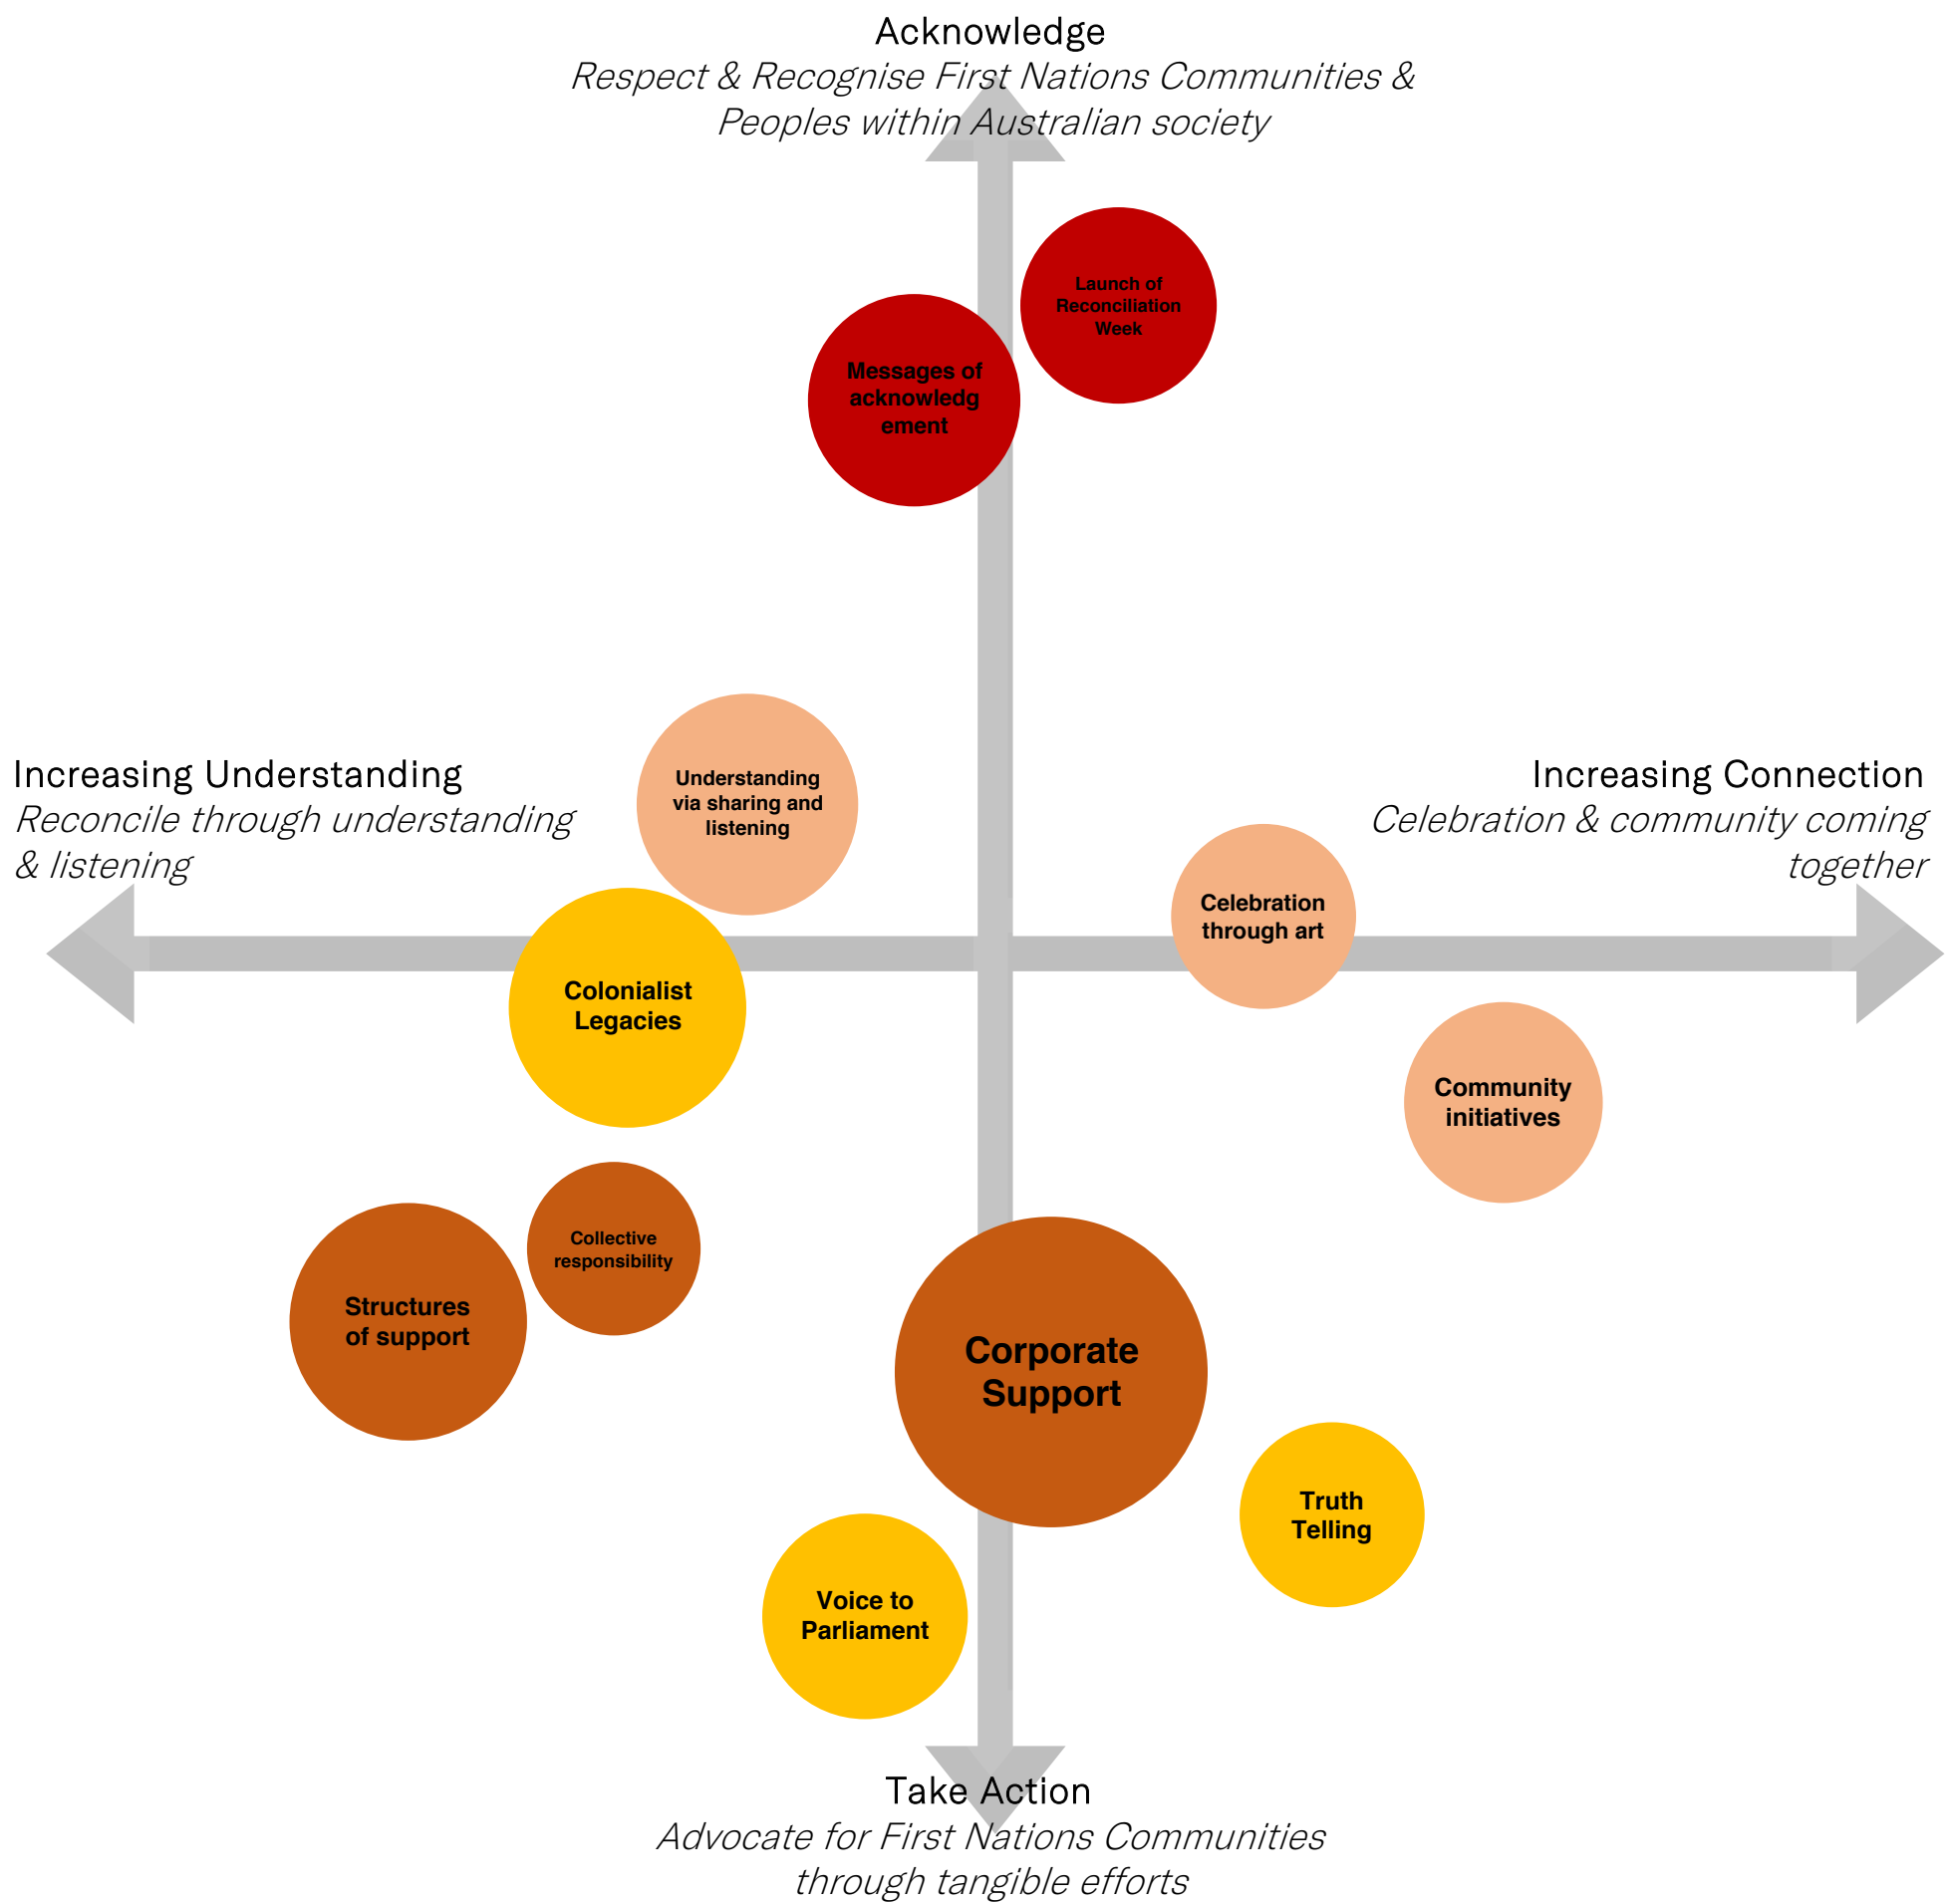 Acknowledge
Respect & Recognise First Nations Communities &
Peoples within Australian society
Launch of
Reconciliation
Week
Messages of
acknowledg
ement
Increasing Understanding
Reconcile through understanding
& listening
Understanding
via sharing and
listening
Increasing Connection
Celebration & community coming
together
Celebration
through art
Colonialist
Legacies
Community
initiatives
Collective
responsibility
Structures
of support
Corporate
Support
Truth
Telling
Voice to
Parliament
Take Action
Advocate for First Nations Communities
through tangible efforts